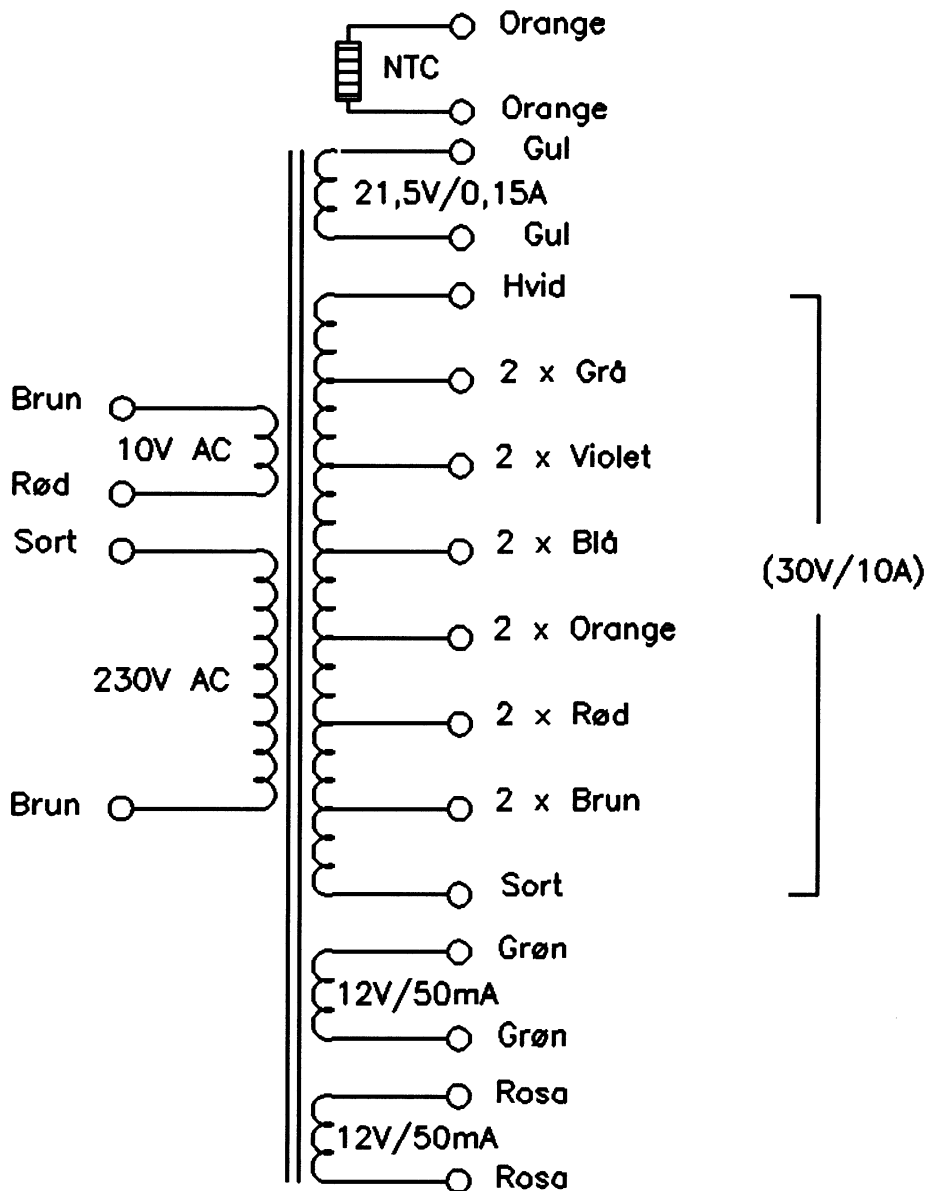 Orange
NTC
Orange
Gul
21,5V/0,15A
Gul
Hvid
2 x Grå
Brun
10V AC
2 x Violet
Rød
Sort
2 x Blå
(30V/10A)
2 x Orange
230V AC
2 x Rød
Brun
2 x Brun
Sort
Grøn
12V/50mA
Grøn
Rosa
12V/50mA
Rosa